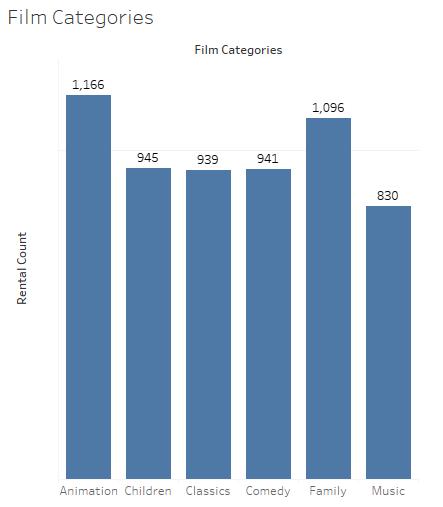 Film Categories
Film Categories
1,166
945
939
941
1,096
830
Rental Count
Animation Children Classics Comedy Family Music